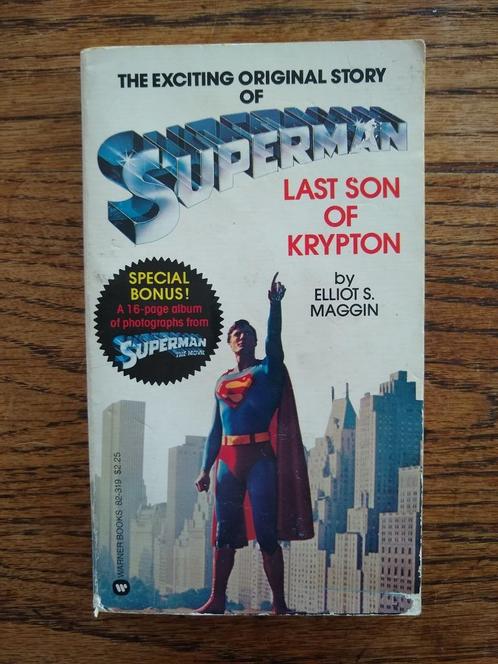 THE EXCITING ORIGINAL STORY
OF
SUPERMAN
LAST SON
OF
KRYPTON
by
ELLIOT S.
MAGGIN
SPECIAL
BONUS!
A 16-page album
of photographs from
SUPERMAN
THE MOVIE
WARNER BOOKS 82-319 $2.25